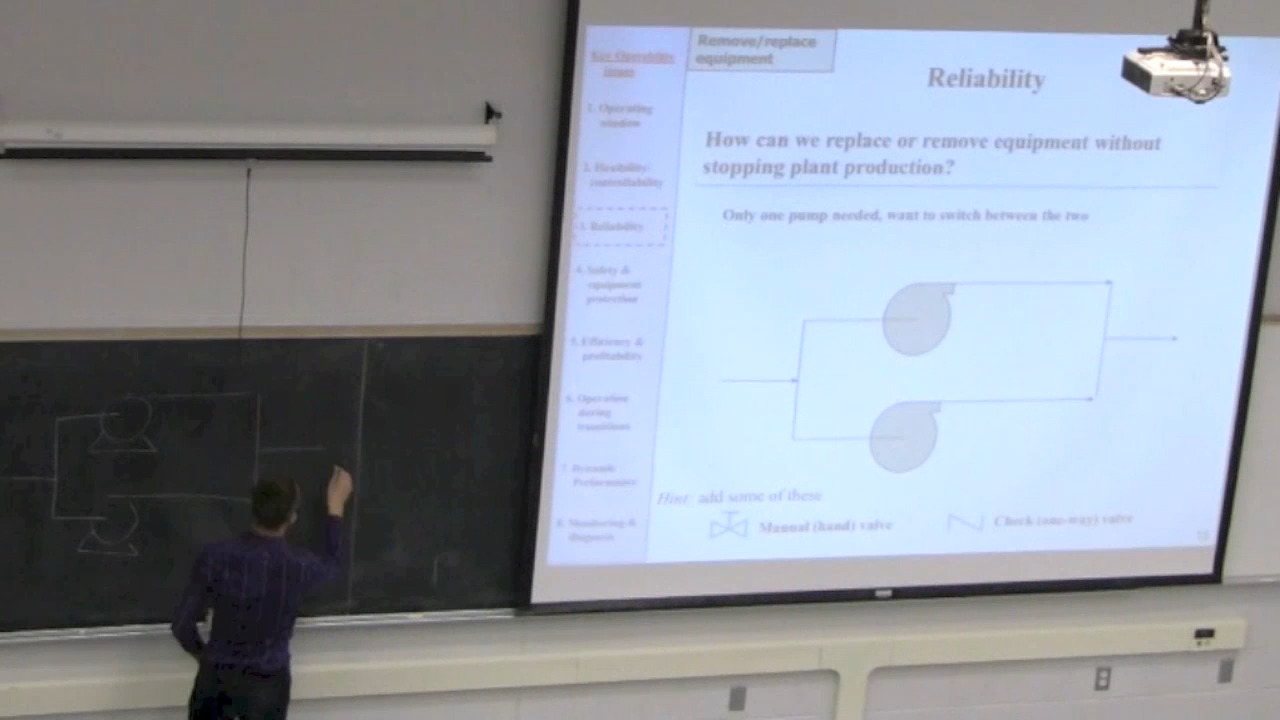 Key Operability
issues
1. Operating
window
2. Flexibility/
controllability
3. Reliability
4. Safety &
equipment
protection
5. Efficiency &
profitability
6. Operation
during
transitions
7. Dynamic
Performance
8. Monitoring &
diagnosis
Remove/replace
equipment
Reliability
How can we replace or remove equipment without
stopping plant production?
Only one pump needed, want to switch between the two
Hint: add some of these
Manual (hand) valve
Check (one-way) valve